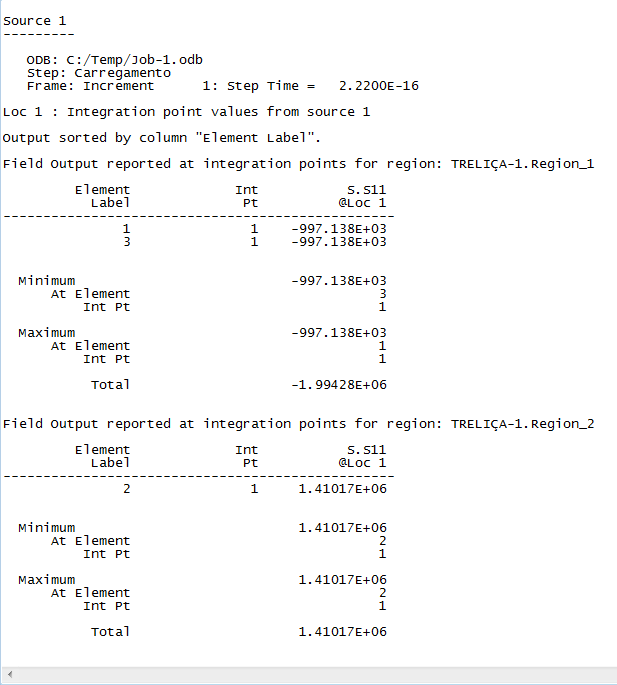 Source 1
---------
ODB: C:/Temp/Job-1.odb
Step: Carregamento
Frame: Increment      1: Step Time =   2.2200E-16
Loc 1 : Integration point values from source 1
Output sorted by column "Element Label".
Field Output reported at integration points for region: TRELIÇA-1.Region_1
Element             Int           S.S11
Label              Pt          @Loc 1
-------------------------------------------------
1               1    -997.138E+03
3               1    -997.138E+03
Minimum                           -997.138E+03
At Element                               3
Int Pt                               1
Maximum                           -997.138E+03
At Element                               1
Int Pt                               1
Total                    -1.99428E+06
Field Output reported at integration points for region: TRELIÇA-1.Region_2
Element             Int           S.S11
Label              Pt          @Loc 1
-------------------------------------------------
2               1     1.41017E+06
Minimum                            1.41017E+06
At Element                               2
Int Pt                               1
Maximum                            1.41017E+06
At Element                               2
Int Pt                               1
Total                     1.41017E+06